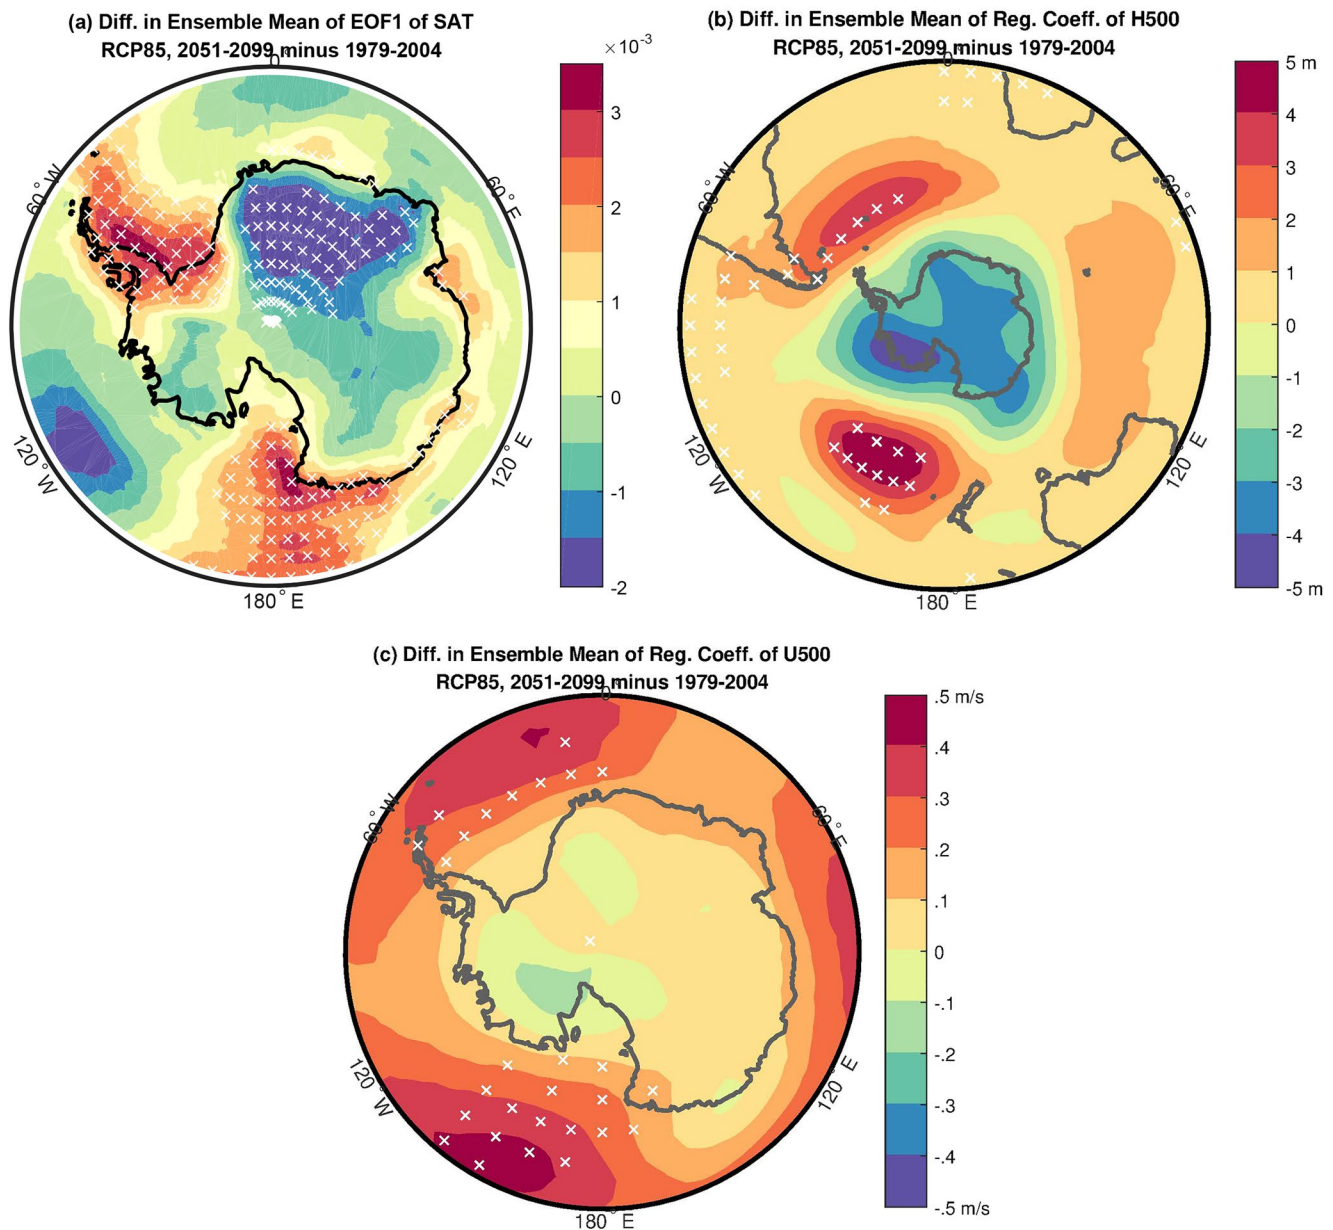 (a) Diff. in Ensemble Mean of EOF1 of SAT
RCP85, 2051-2099 minus 1979-2004
×10⁻³
0°
60° W
60° E
120° W
120° E
180° E
3
2
1
0
-1
-2
(b) Diff. in Ensemble Mean of Reg. Coeff. of H500
RCP85, 2051-2099 minus 1979-2004
0°
60° W
60° E
120° W
120° E
180° E
5 m
4
3
2
1
0
-1
-2
-3
-4
-5 m
(c) Diff. in Ensemble Mean of Reg. Coeff. of U500
RCP85, 2051-2099 minus 1979-2004
0°
60° W
60° E
120° W
120° E
180° E
.5 m/s
.4
.3
.2
.1
0
-.1
-.2
-.3
-.4
-.5 m/s